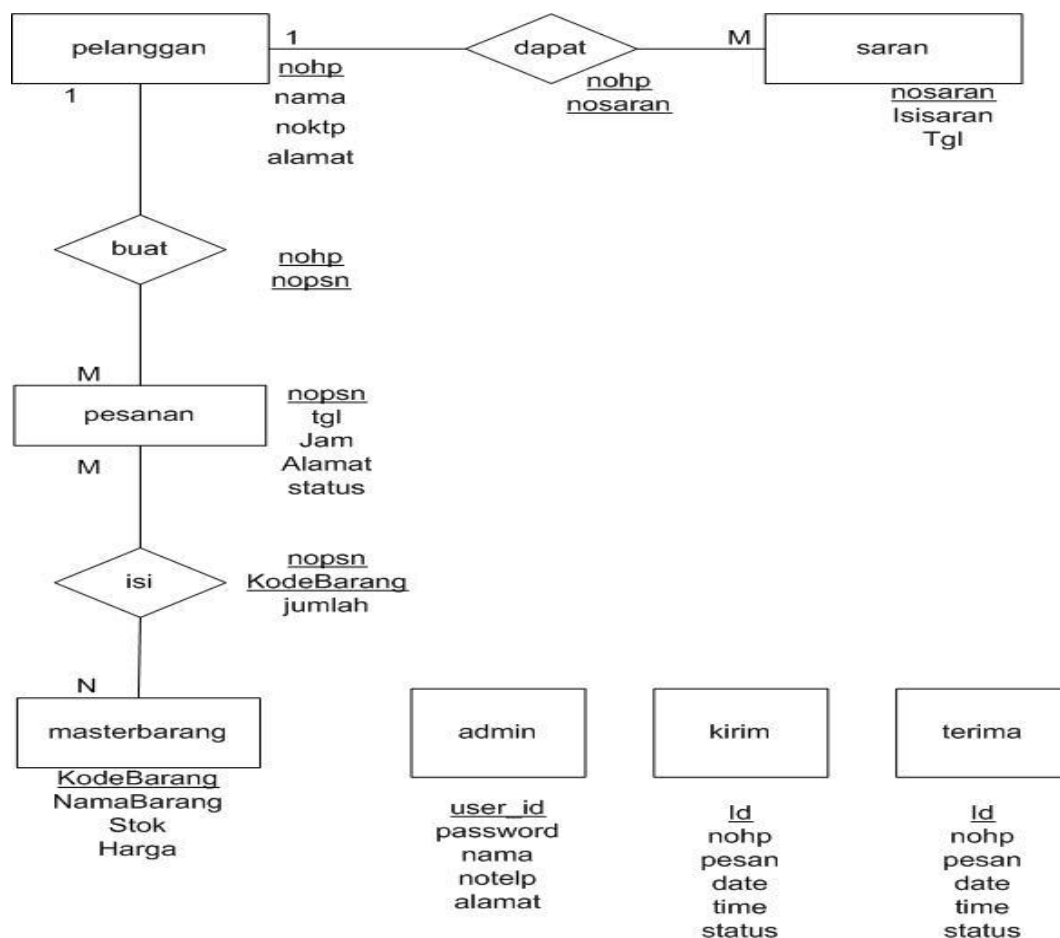 pelanggan
1
dapat
M
saran
1
nohp
nama
noktp
alamat
nohp
nosaran
nosaran
Isisaran
Tgl
buat
nohp
nopsn
M
pesanan
M
nopsn
tgl
Jam
Alamat
status
isi
nopsn
KodeBarang
jumlah
N
masterbarang
KodeBarang
NamaBarang
Stok
Harga
admin
user_id
password
nama
notelp
alamat
kirim
Id
nohp
pesan
date
time
status
terima
Id
nohp
pesan
date
time
status